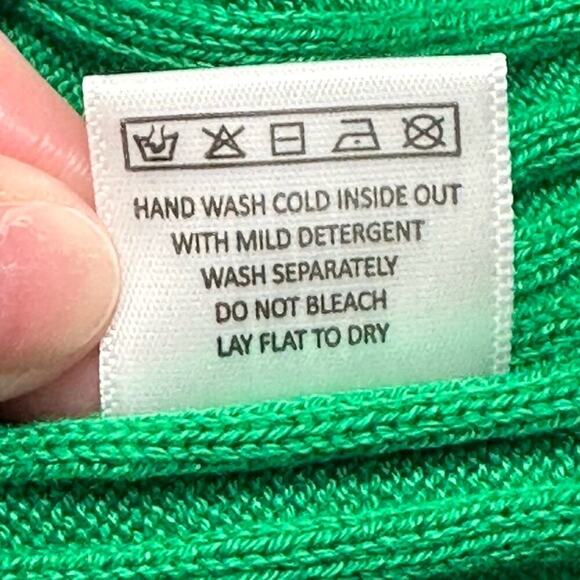 HAND WASH COLD INSIDE OUT
WITH MILD DETERGENT
WASH SEPARATELY
DO NOT BLEACH
LAY FLAT TO DRY